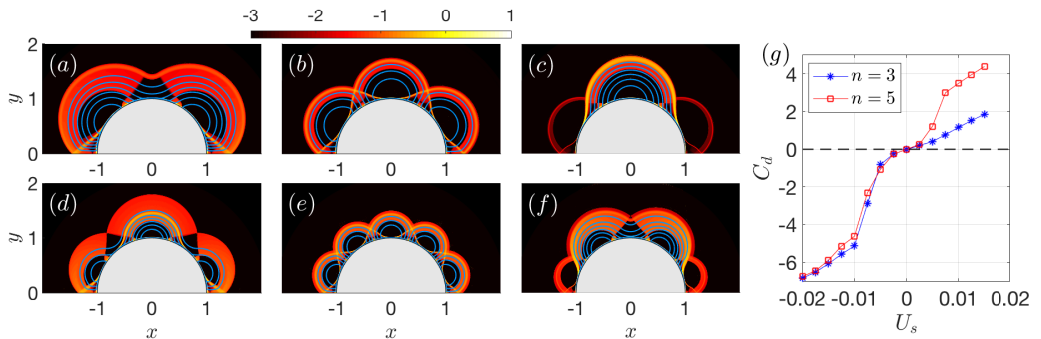 -3 -2 -1 0 1
(a) (b) (c) (g)
2
1
0
y
-1 0 1 -1 0 1 -1 0 1
(d) (e) (f)
2
1
0
y
-1 0 1 -1 0 1 -1 0 1
x x x
n = 3
n = 5
4
2
0
-2
-4
-6
C_d
-0.02 -0.01 0 0.01 0.02
U_s